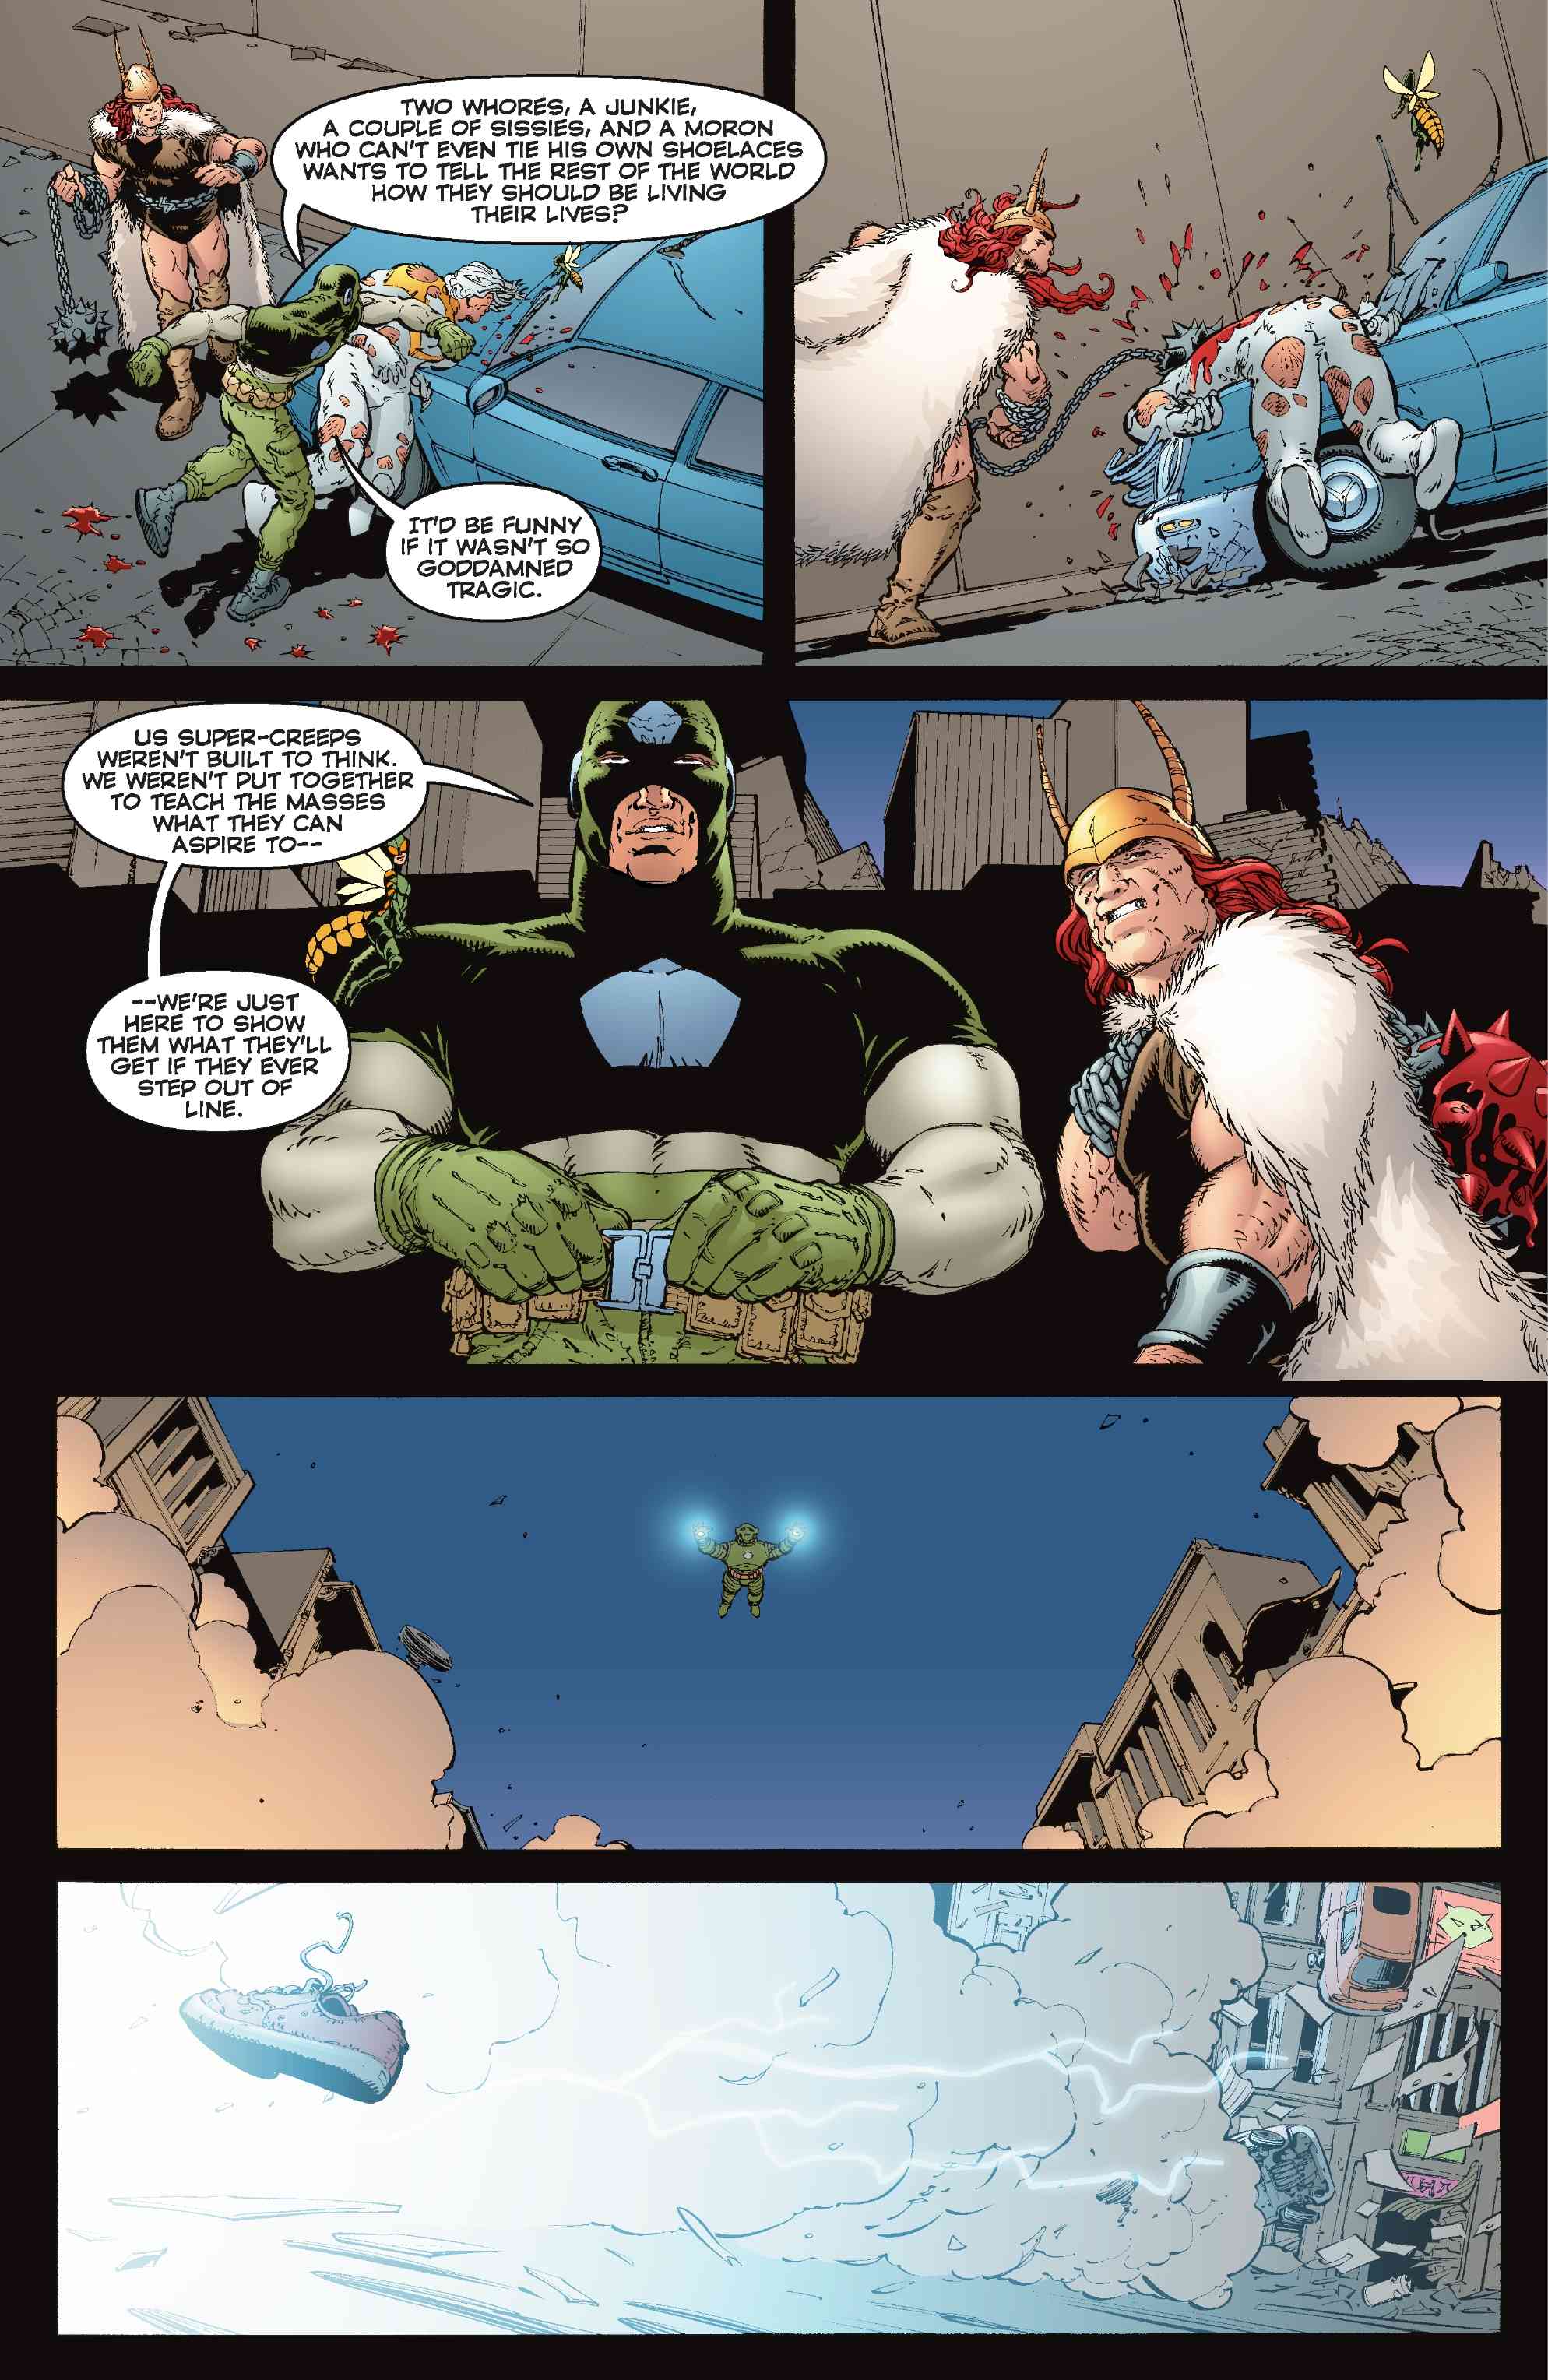 TWO WHORES, A JUNKIE,
A COUPLE OF SISSIES, AND A MORON
WHO CAN'T EVEN TIE HIS OWN SHOELACES
WANTS TO TELL THE REST OF THE WORLD
HOW THEY SHOULD BE LIVING
THEIR LIVES?
IT'D BE FUNNY
IF IT WASN'T SO
GODDAMNED
TRAGIC.
US SUPER-CREEPS
WEREN'T BUILT TO THINK.
WE WEREN'T PUT TOGETHER
TO TEACH THE MASSES
WHAT THEY CAN
ASPIRE TO--
--WE'RE JUST
HERE TO SHOW
THEM WHAT THEY'LL
GET IF THEY EVER
STEP OUT OF
LINE.